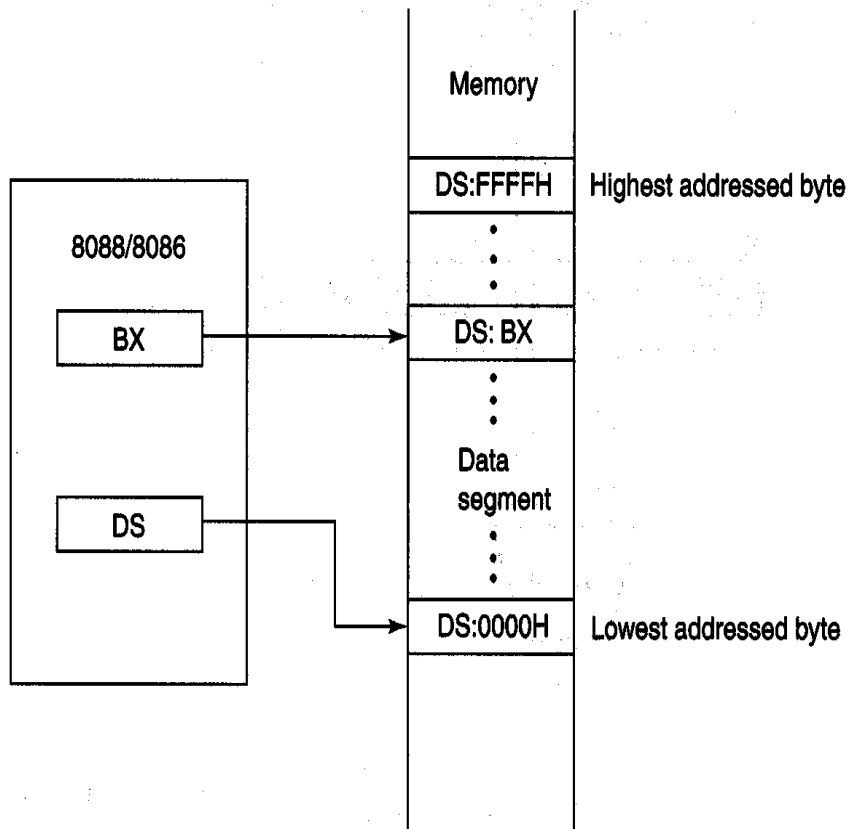 Memory
DS:FFFFH Highest addressed byte
8088/8086
BX
DS: BX
Data
segment
DS
DS:0000H Lowest addressed byte